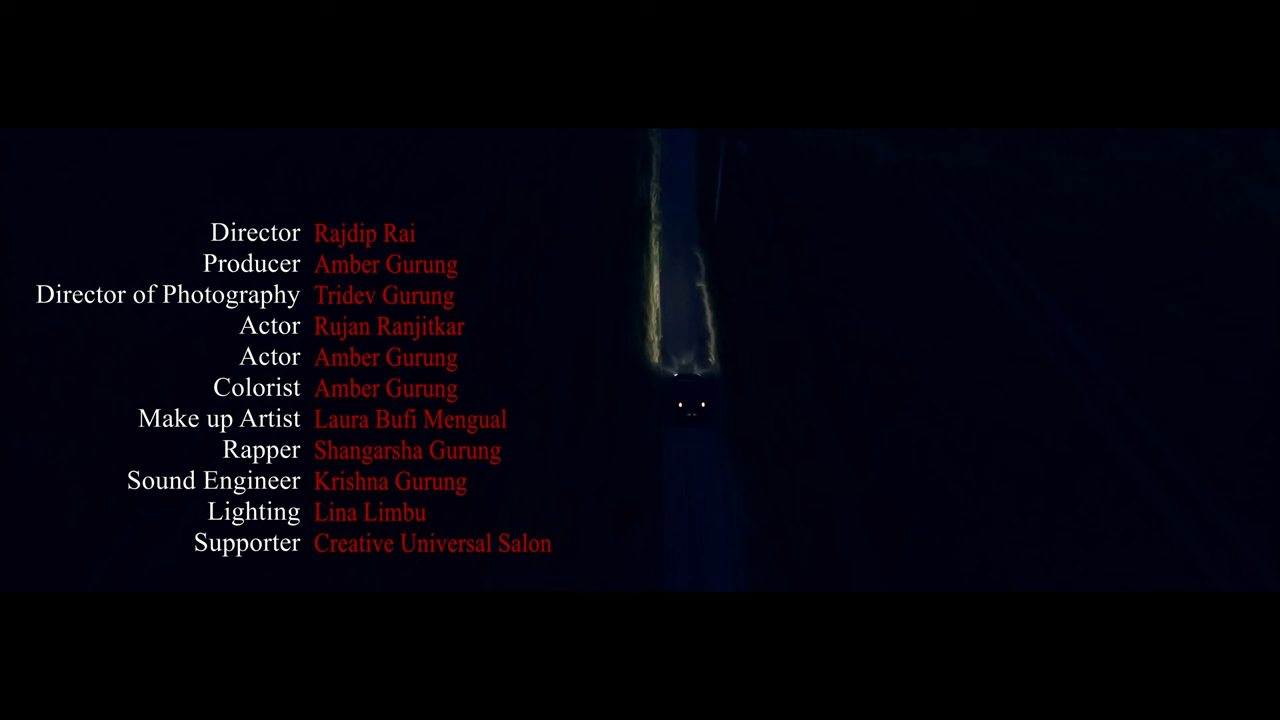 Director Rajdip Rai
Producer Amber Gurung
Director of Photography Tridev Gurung
Actor Rujan Ranjitkar
Actor Amber Gurung
Colorist Amber Gurung
Make up Artist Laura Bufi Mengual
Rapper Shangarsha Gurung
Sound Engineer Krishna Gurung
Lighting Lina Limbu
Supporter Creative Universal Salon